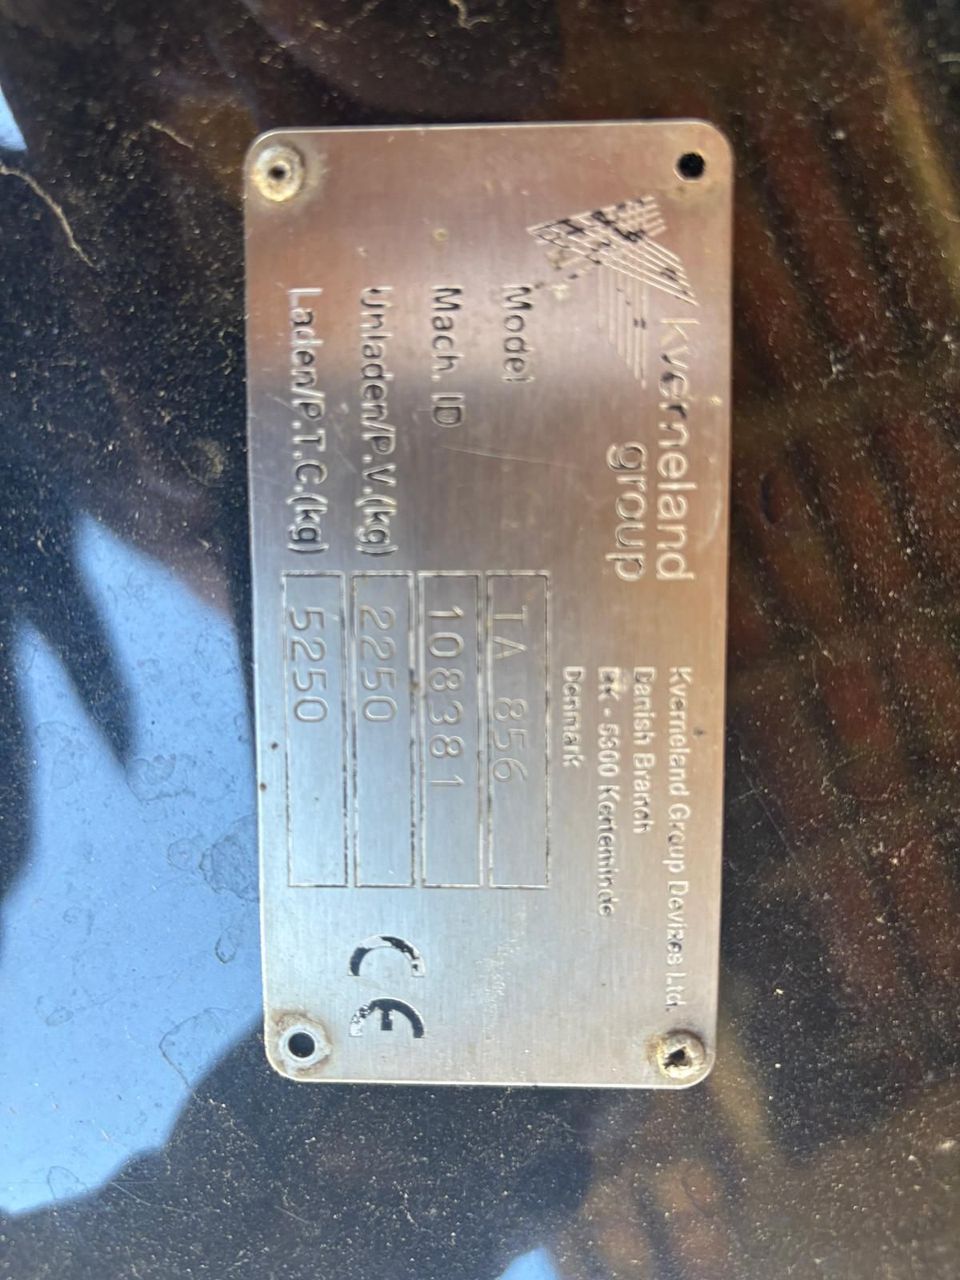 kverneland
group
Kverneland Group Devizes Ltd.
Danish Branch
DK - 5300 Kerteminde
Denmark
Model TA 856
Mach. ID 108381
Unladen/P.V.(kg) 2250
Laden/P.T.C.(kg) 5250
CE